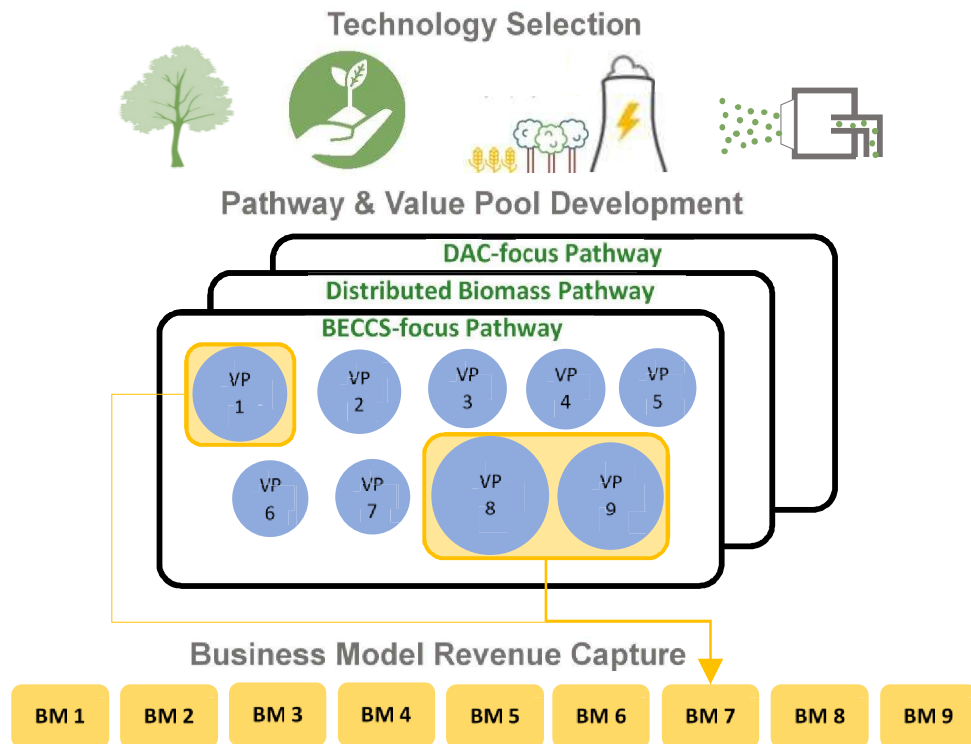 Technology Selection
Pathway & Value Pool Development
DAC-focus Pathway
Distributed Biomass Pathway
BECCS-focus Pathway
VP
1
VP
2
VP
3
VP
4
VP
5
VP
6
VP
7
VP
8
VP
9
Business Model Revenue Capture
BM 1
BM 2
BM 3
BM 4
BM 5
BM 6
BM 7
BM 8
BM 9